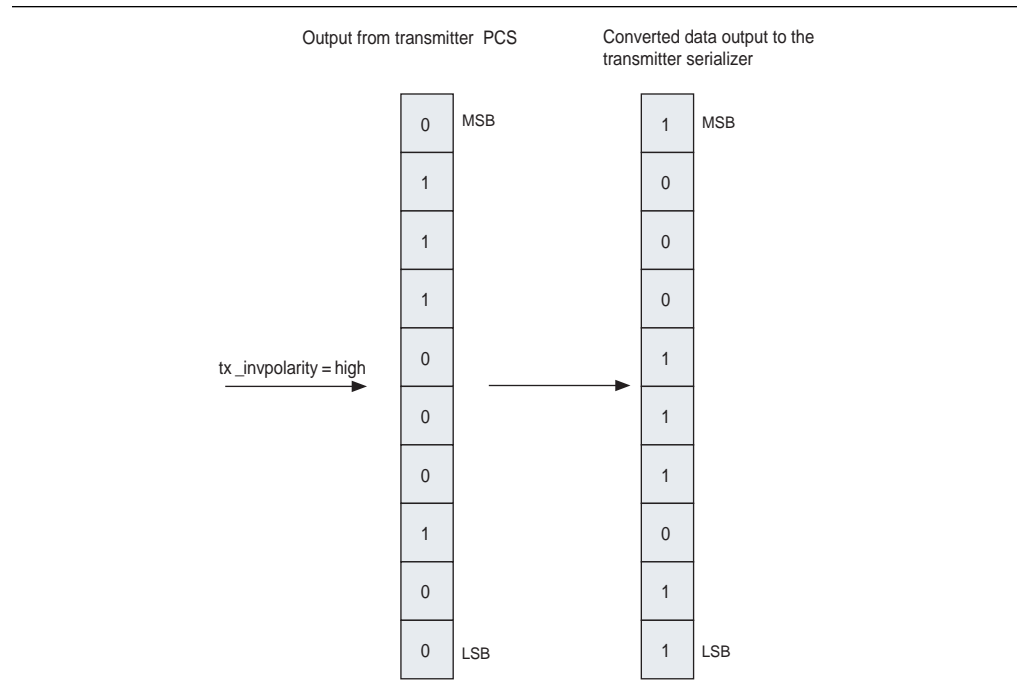 Output from transmitter PCS
Converted data output to the
transmitter serializer
0 MSB 1 MSB
1 0
1 0
1 0
tx _invpolarity = high
0 1
0 1
0 1
1 0
0 1
0 LSB 1 LSB